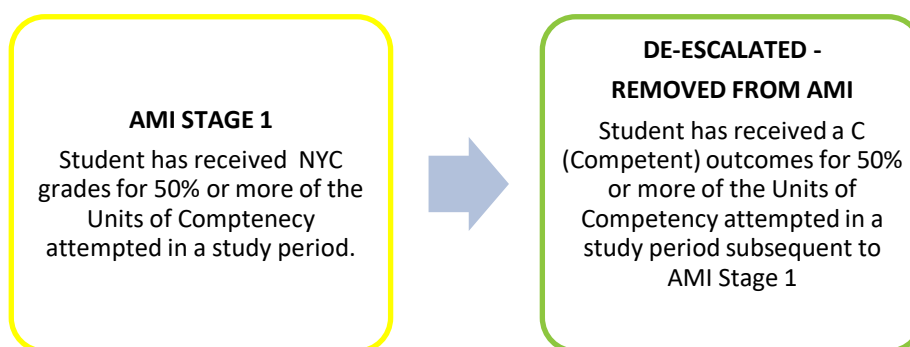 AMI STAGE 1
Student has received NYC
grades for 50% or more of the
Units of Comptenecy
attempted in a study period.
DE-ESCALATED -
REMOVED FROM AMI
Student has received a C
(Competent) outcomes for 50%
or more of the Units of
Competency attempted in a
study period subsequent to
AMI Stage 1